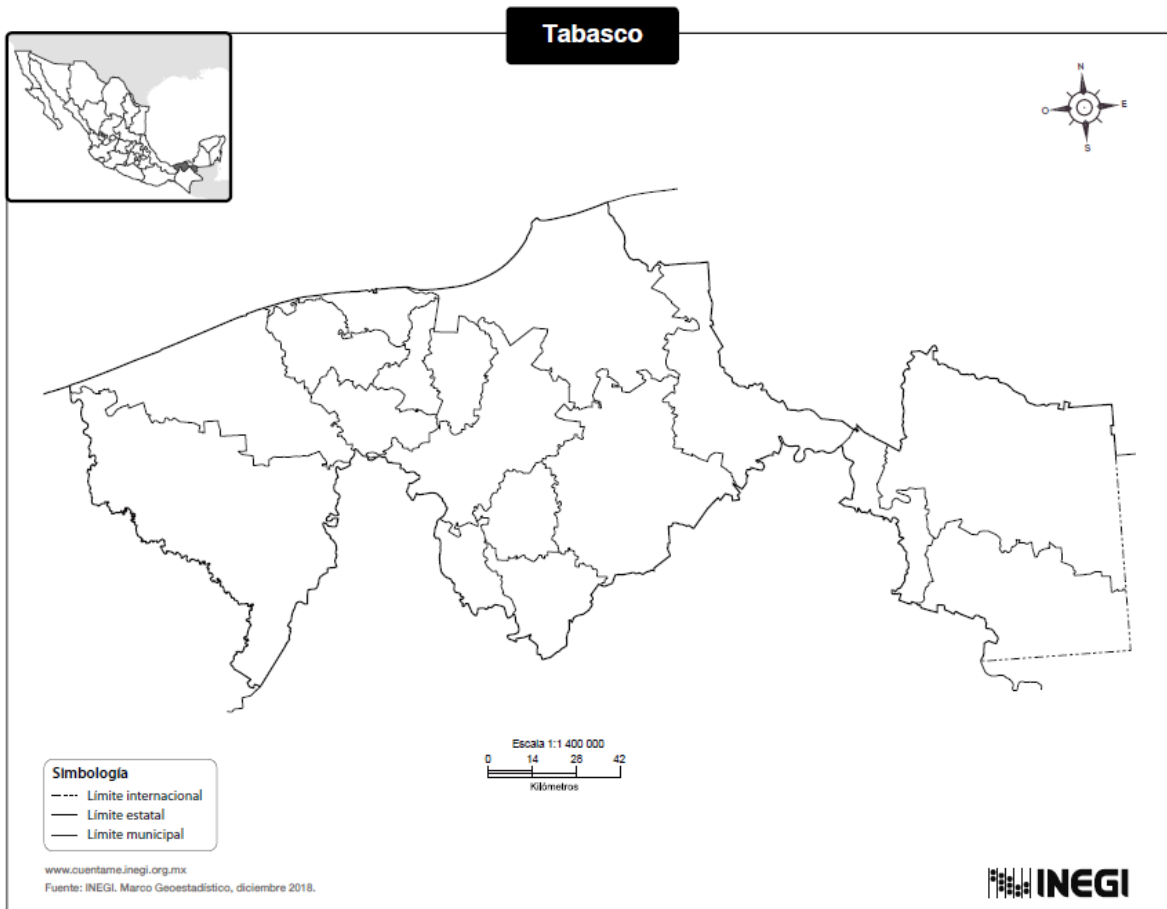 Tabasco
N
O
E
S
Escala 1:1 400 000
0 14 28 42
Kilómetros
Simbología
Límite internacional
Límite estatal
Límite municipal
www.cuentame.inegi.org.mx
Fuente: INEGI. Marco Geoestadístico, diciembre 2018.
INEGI